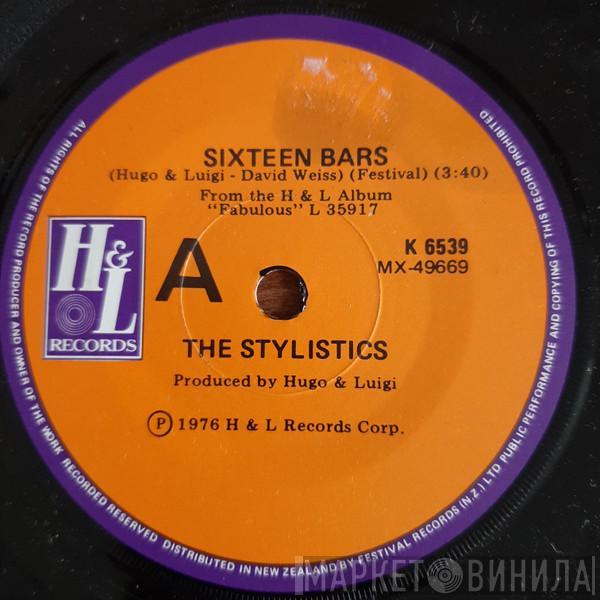 SIXTEEN BARS
(Hugo & Luigi - David Weiss) (Festival) (3:40)
From the H & L Album
"Fabulous" L 35917
H&L
RECORDS
A
K 6539
MX-49669
THE STYLISTICS
Produced by Hugo & Luigi
Ⓟ 1976 H & L Records Corp.
ALL RIGHTS OF THE RECORD PRODUCER AND OWNER OF THE WORK RECORDED RESERVED DISTRIBUTED IN NEW ZEALAND BY FESTIVAL RECORDS (N.Z.) LTD PUBLIC PERFORMANCE AND COPYING OF THIS RECORD PROHIBITED
МАРКЕТ ВИНИЛА